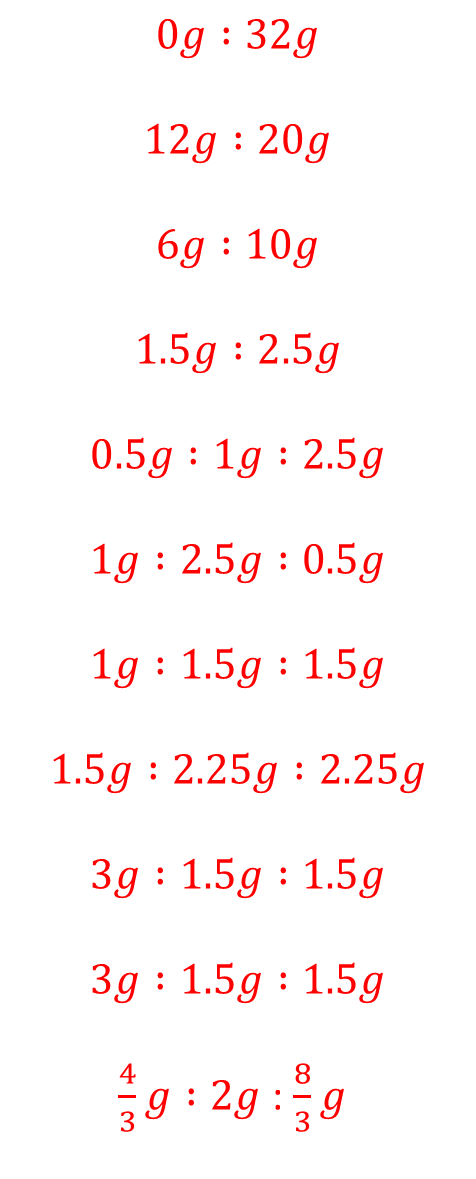 0g : 32g
12g : 20g
6g : 10g
1.5g : 2.5g
0.5g : 1g : 2.5g
1g : 2.5g : 0.5g
1g : 1.5g : 1.5g
1.5g : 2.25g : 2.25g
3g : 1.5g : 1.5g
3g : 1.5g : 1.5g
4/3 g : 2g : 8/3 g